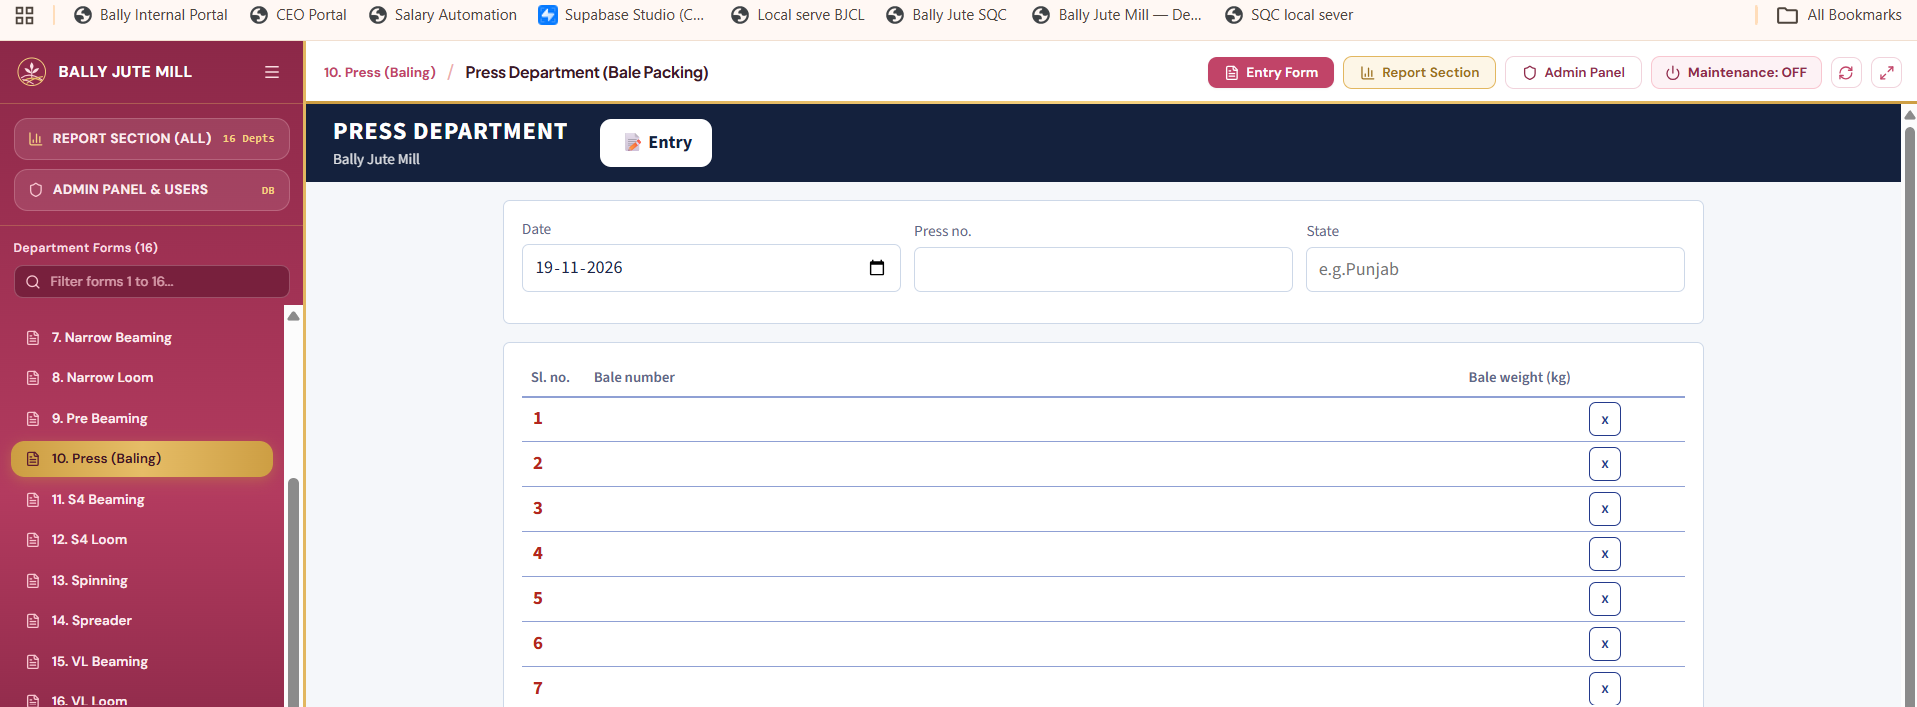 Bally Internal Portal
CEO Portal
Salary Automation
Supabase Studio (C...
Local serve BJCL
Bally Jute SQC
Bally Jute Mill — De...
SQC local sever
All Bookmarks
BALLY JUTE MILL
10. Press (Baling) / Press Department (Bale Packing)
Entry Form
Report Section
Admin Panel
Maintenance: OFF
REPORT SECTION (ALL) 16 Depts
ADMIN PANEL & USERS DB
Department Forms (16)
Filter forms 1 to 16...
7. Narrow Beaming
8. Narrow Loom
9. Pre Beaming
10. Press (Baling)
11. S4 Beaming
12. S4 Loom
13. Spinning
14. Spreader
15. VL Beaming
16. VL Loom
PRESS DEPARTMENT
Bally Jute Mill
Entry
Date
Press no.
State
19-11-2026
e.g.Punjab
Sl. no. Bale number Bale weight (kg)
1 x
2 x
3 x
4 x
5 x
6 x
7 x